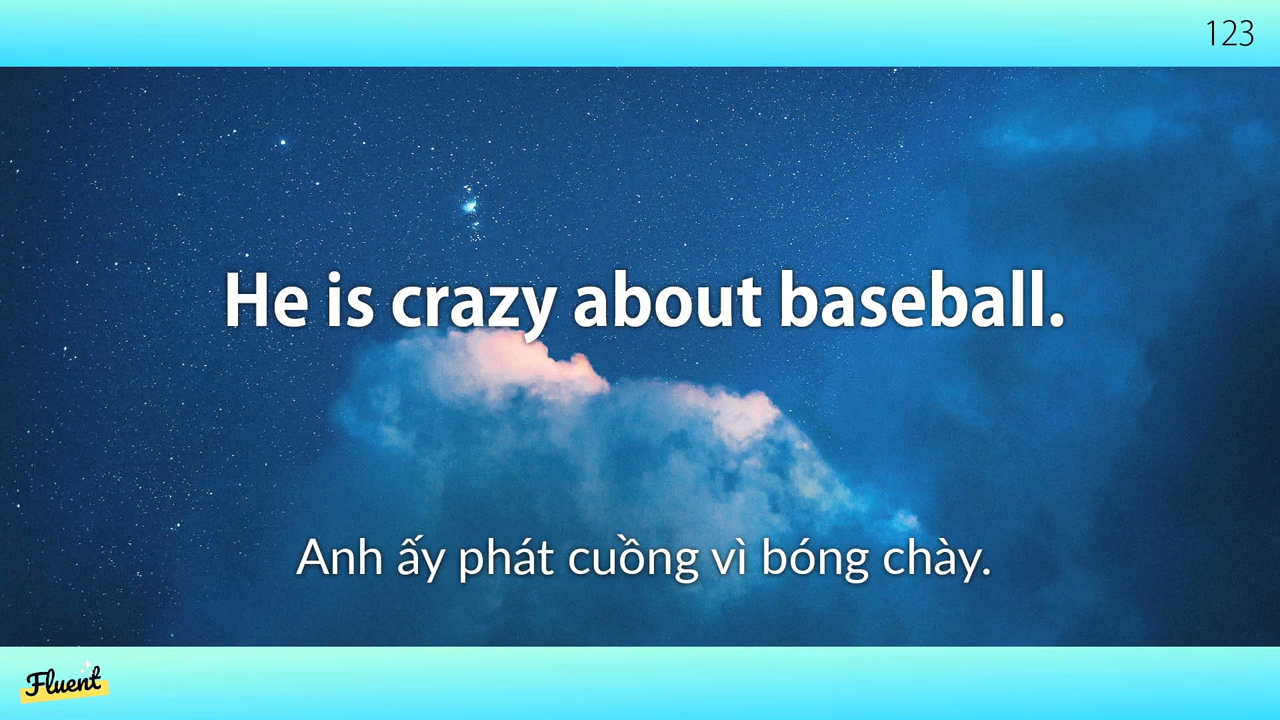 123
He is crazy about baseball.
Anh ấy phát cuồng vì bóng chày.
Fluent